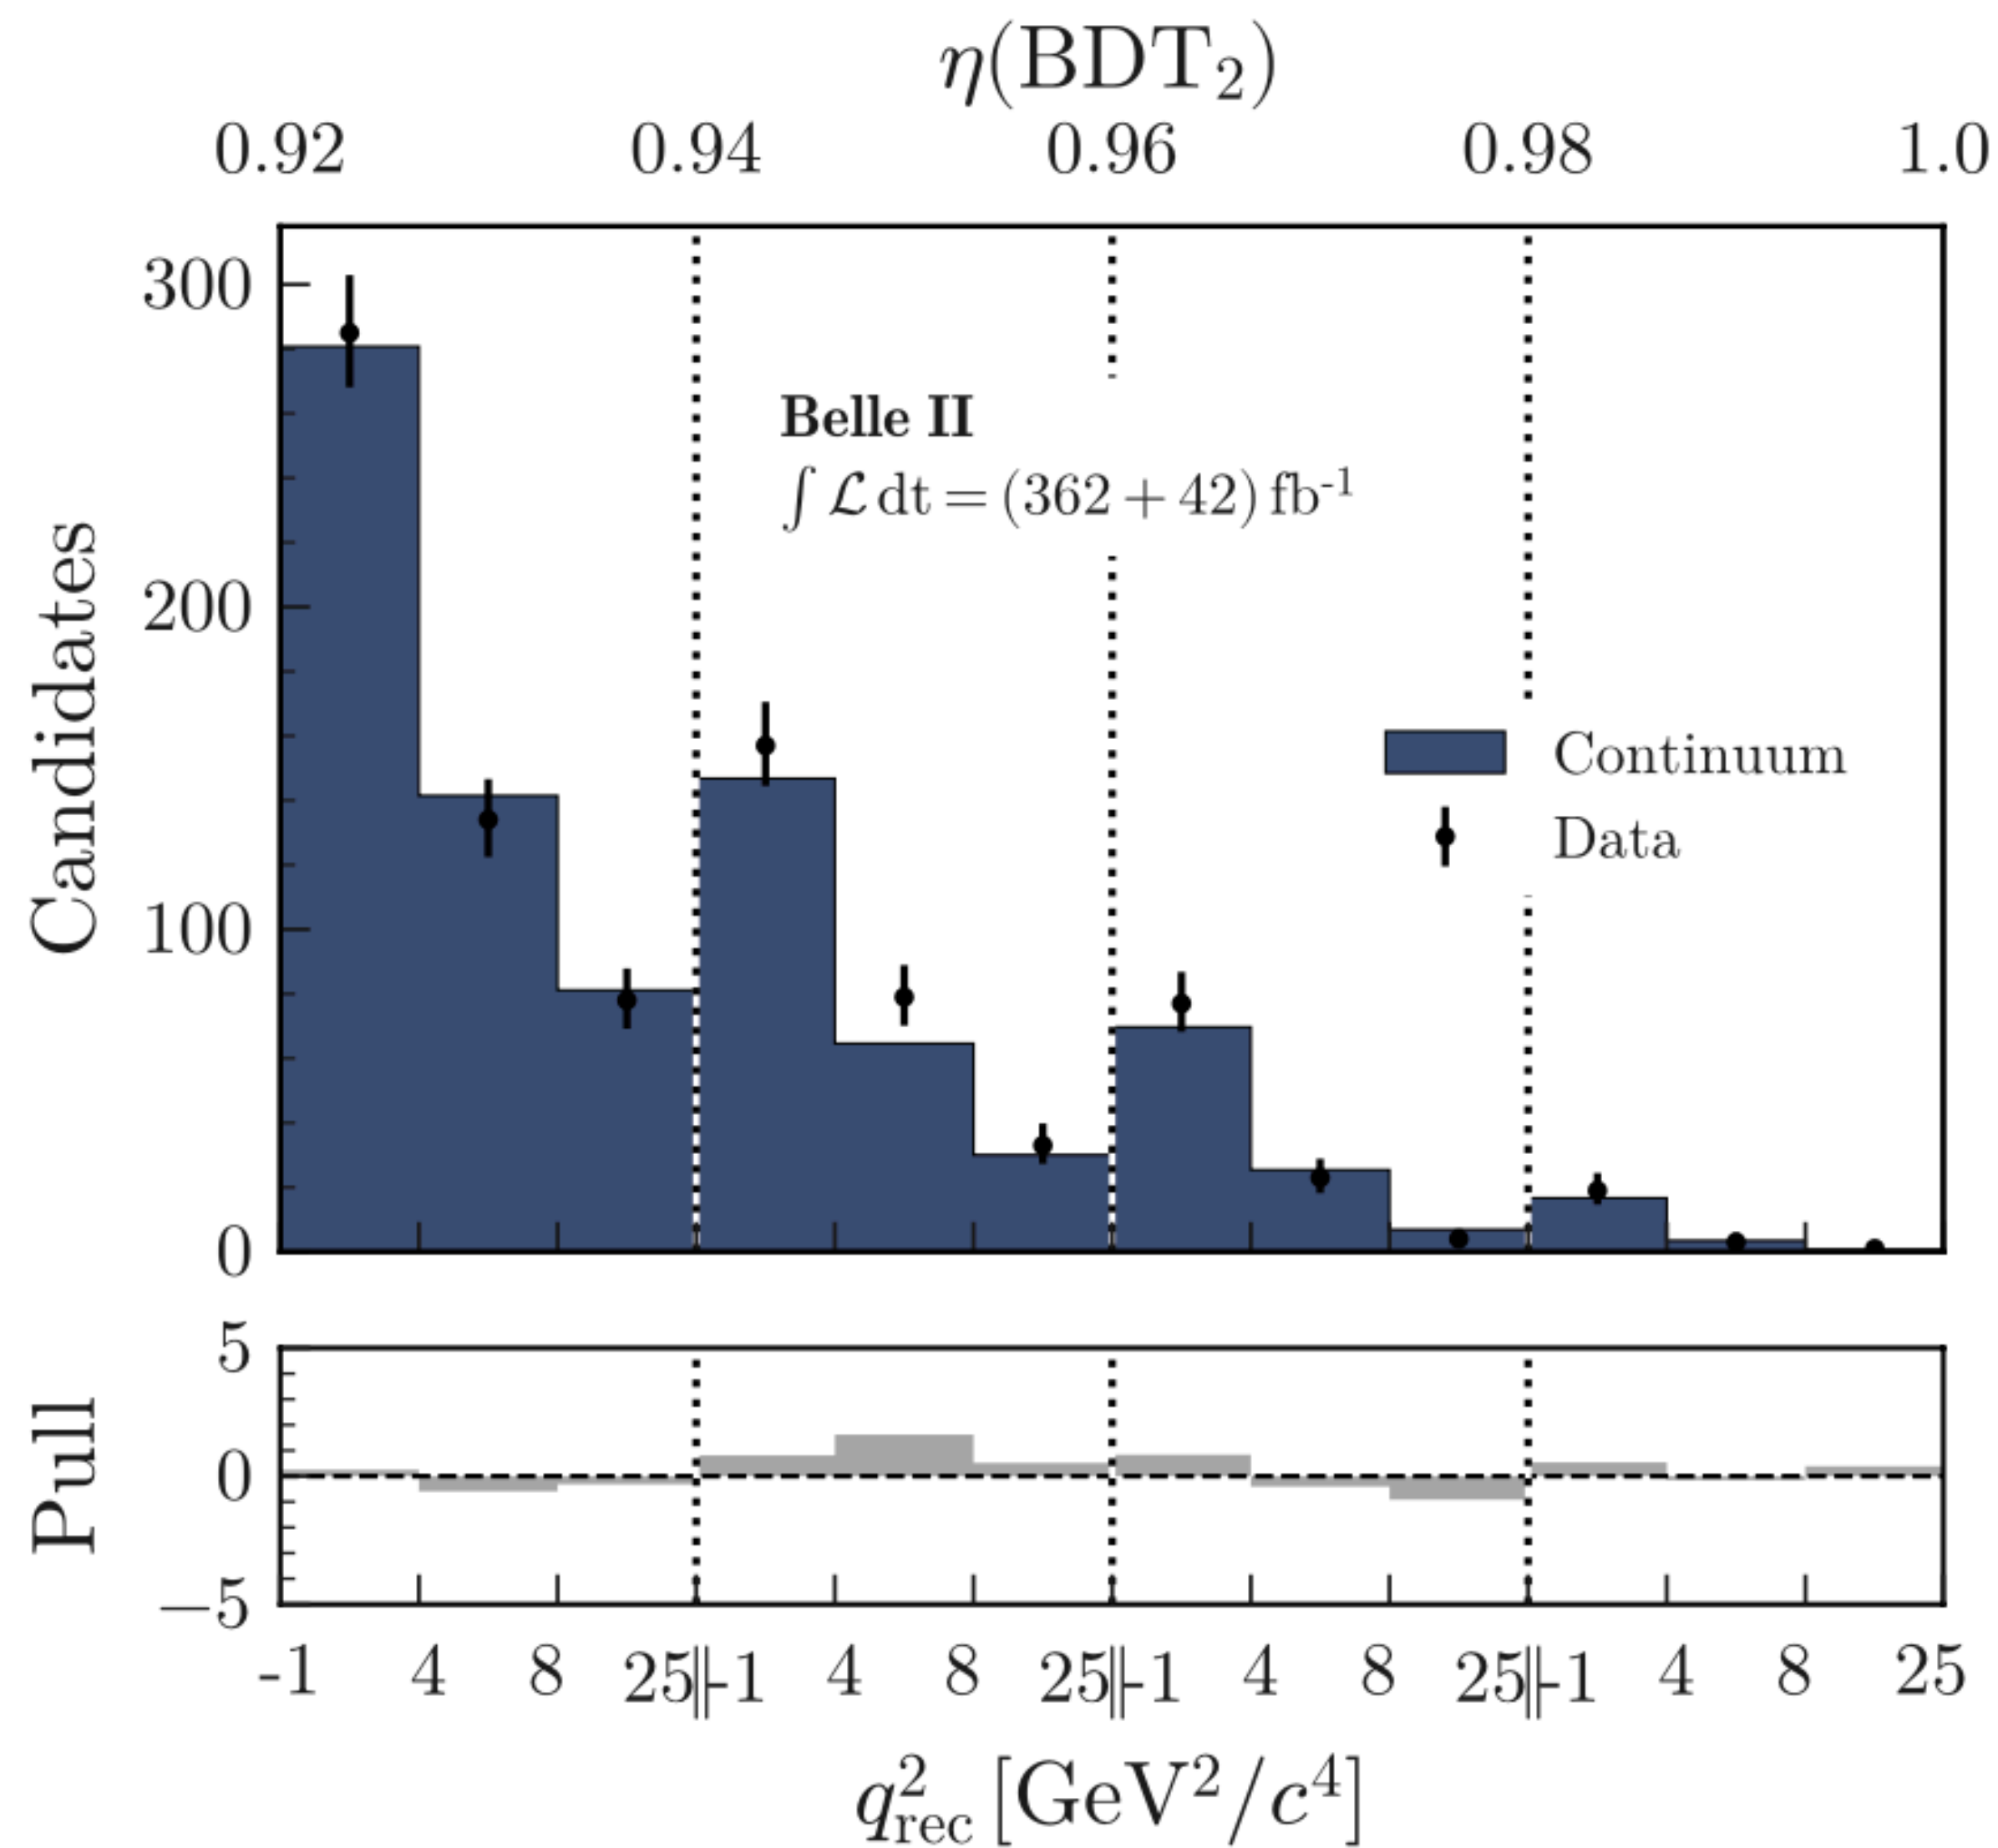 η(BDT₂)
0.92 0.94 0.96 0.98 1.0
300
200
100
0
Candidates
Belle II
∫ ℒ dt = (362 + 42) fb⁻¹
Continuum
Data
5
0
−5
Pull
-1 4 8 25||-1 4 8 25||-1 4 8 25||-1 4 8 25
q²_rec [GeV²/c⁴]